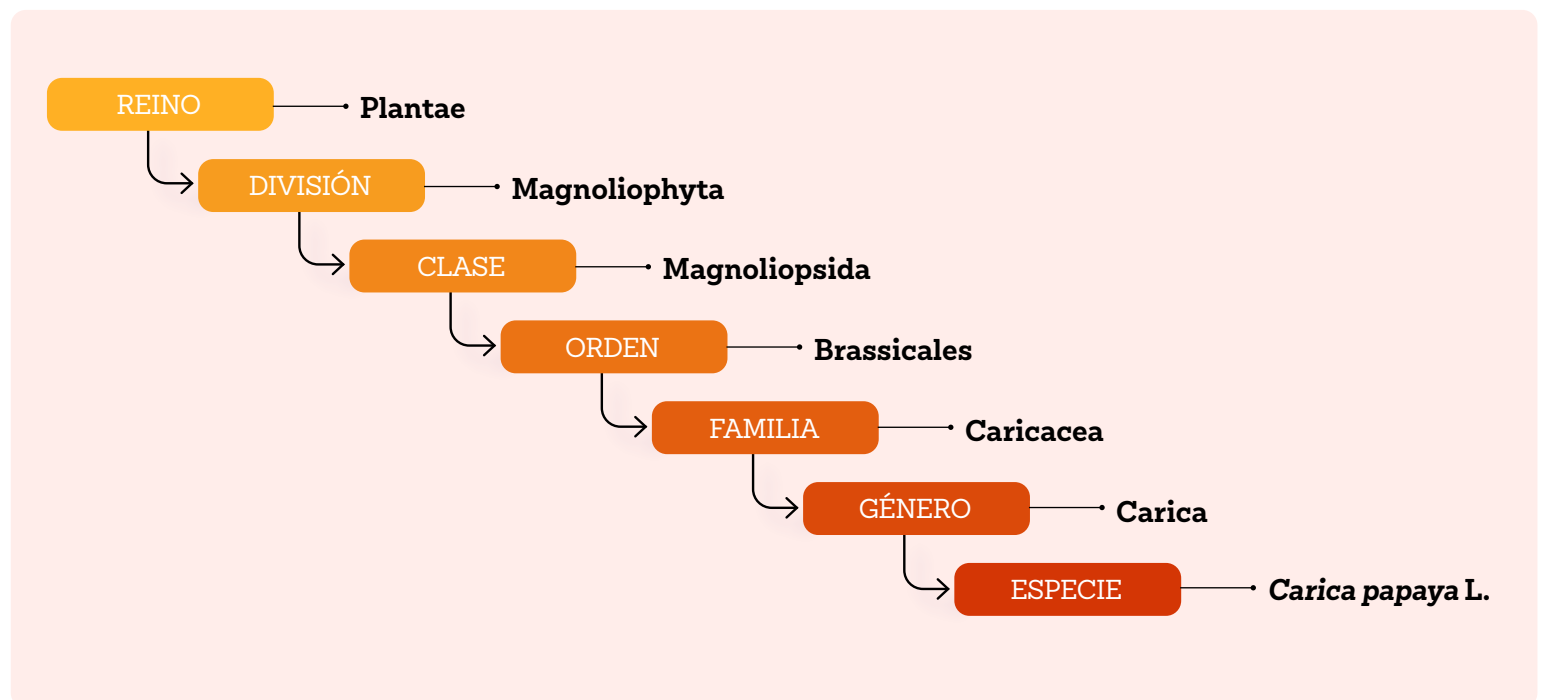 REINO Plantae
DIVISIÓN Magnoliophyta
CLASE Magnoliopsida
ORDEN Brassicales
FAMILIA Caricacea
GÉNERO Carica
ESPECIE Carica papaya L.